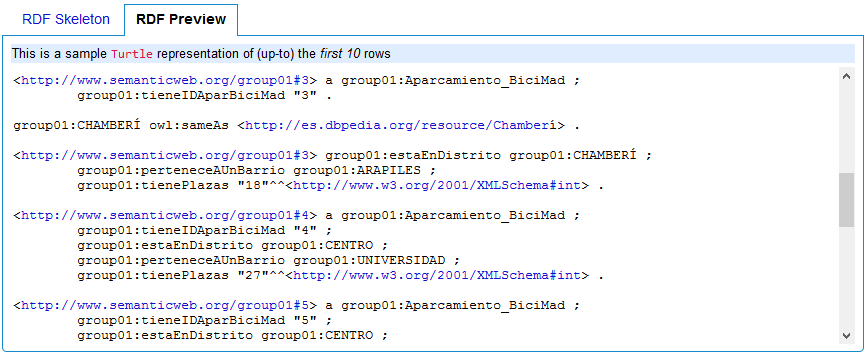 RDF Skeleton RDF Preview
This is a sample Turtle representation of (up-to) the first 10 rows
<http://www.semanticweb.org/group01#3> a group01:Aparcamiento_BiciMad ;
group01:tieneIDAparBiciMad "3" .
group01:CHAMBERÍ owl:sameAs <http://es.dbpedia.org/resource/Chamberí> .
<http://www.semanticweb.org/group01#3> group01:estaEnDistrito group01:CHAMBERÍ ;
group01:perteneceAUnBarrio group01:ARAPILES ;
group01:tienePlazas "18"^^<http://www.w3.org/2001/XMLSchema#int> .
<http://www.semanticweb.org/group01#4> a group01:Aparcamiento_BiciMad ;
group01:tieneIDAparBiciMad "4" ;
group01:estaEnDistrito group01:CENTRO ;
group01:perteneceAUnBarrio group01:UNIVERSIDAD ;
group01:tienePlazas "27"^^<http://www.w3.org/2001/XMLSchema#int> .
<http://www.semanticweb.org/group01#5> a group01:Aparcamiento_BiciMad ;
group01:tieneIDAparBiciMad "5" ;
group01:estaEnDistrito group01:CENTRO ;